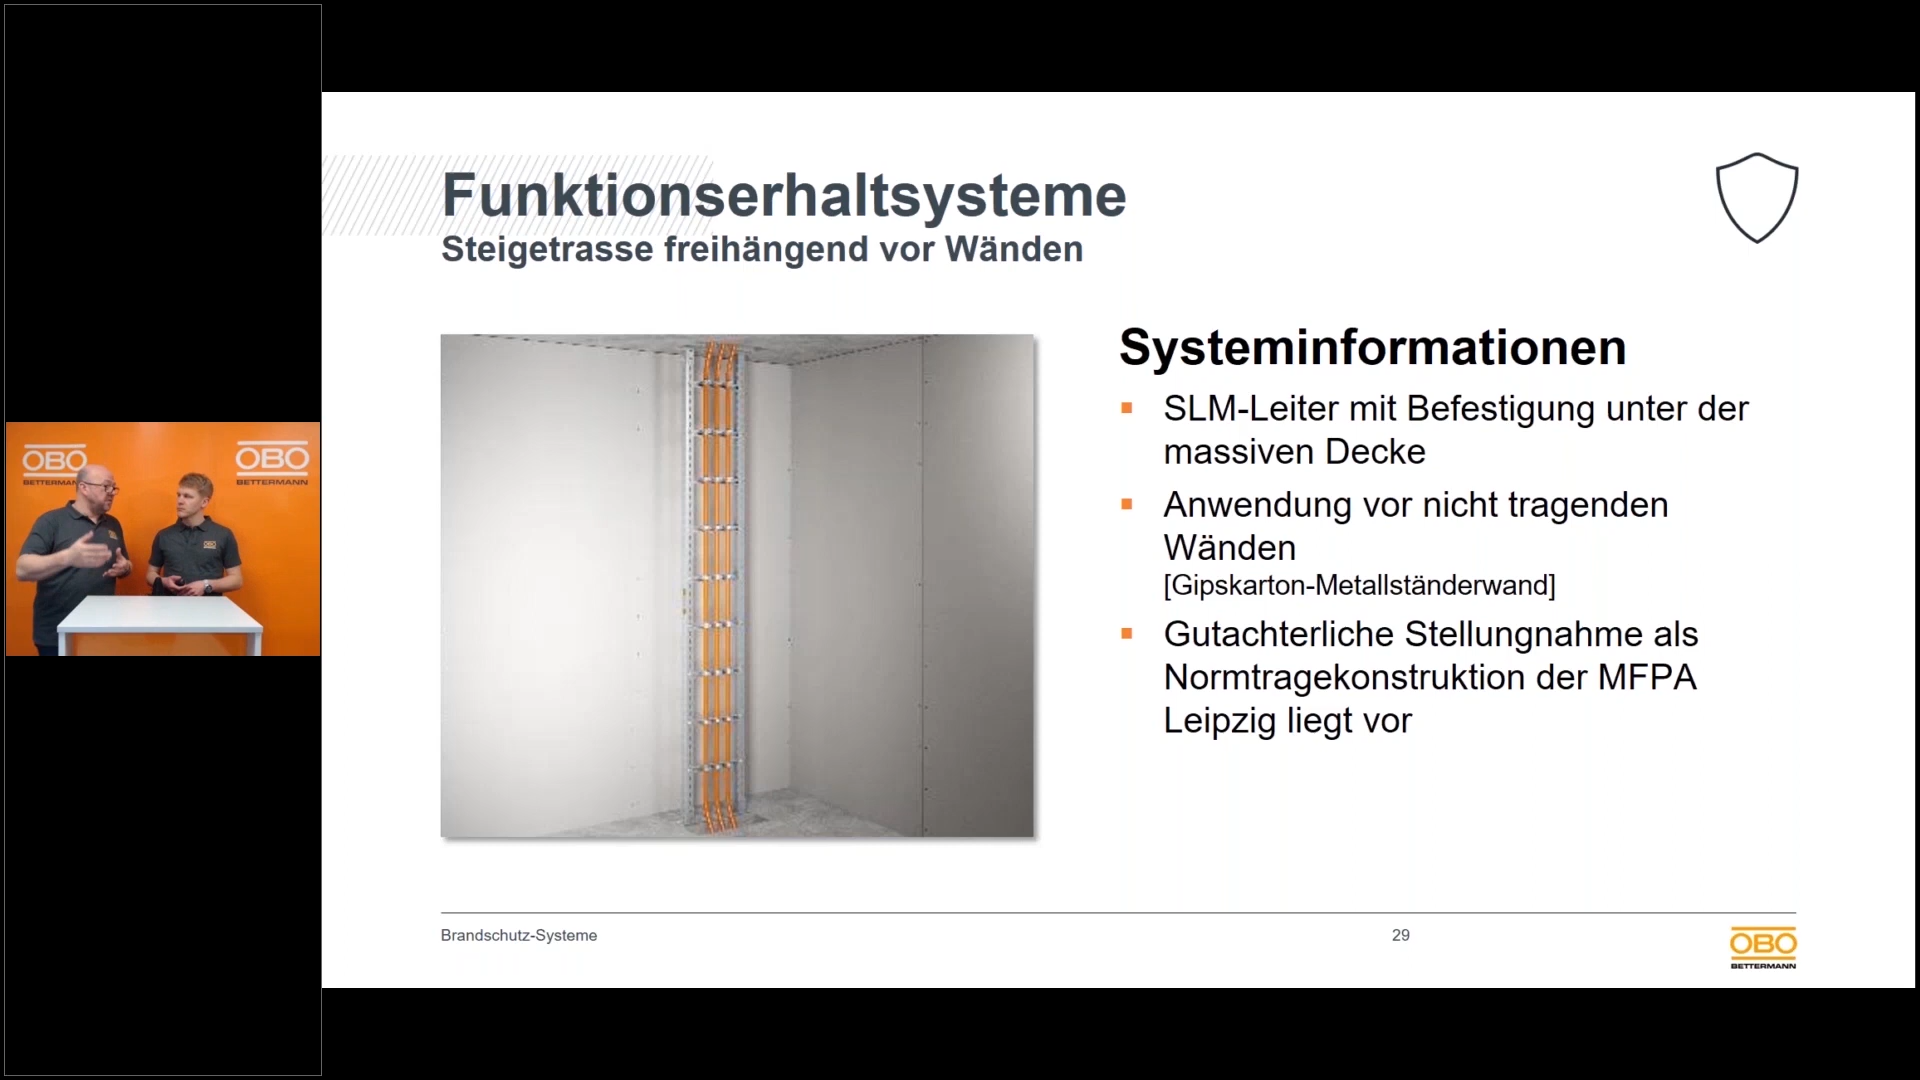 OBO
BETTERMANN
OBO
BETTERMANN
Funktionserhaltsysteme
Steigetrasse freihängend vor Wänden
Systeminformationen
SLM-Leiter mit Befestigung unter der
massiven Decke
Anwendung vor nicht tragenden
Wänden
[Gipskarton-Metallständerwand]
Gutachterliche Stellungnahme als
Normtragekonstruktion der MFPA
Leipzig liegt vor
Brandschutz-Systeme
29
OBO
BETTERMANN